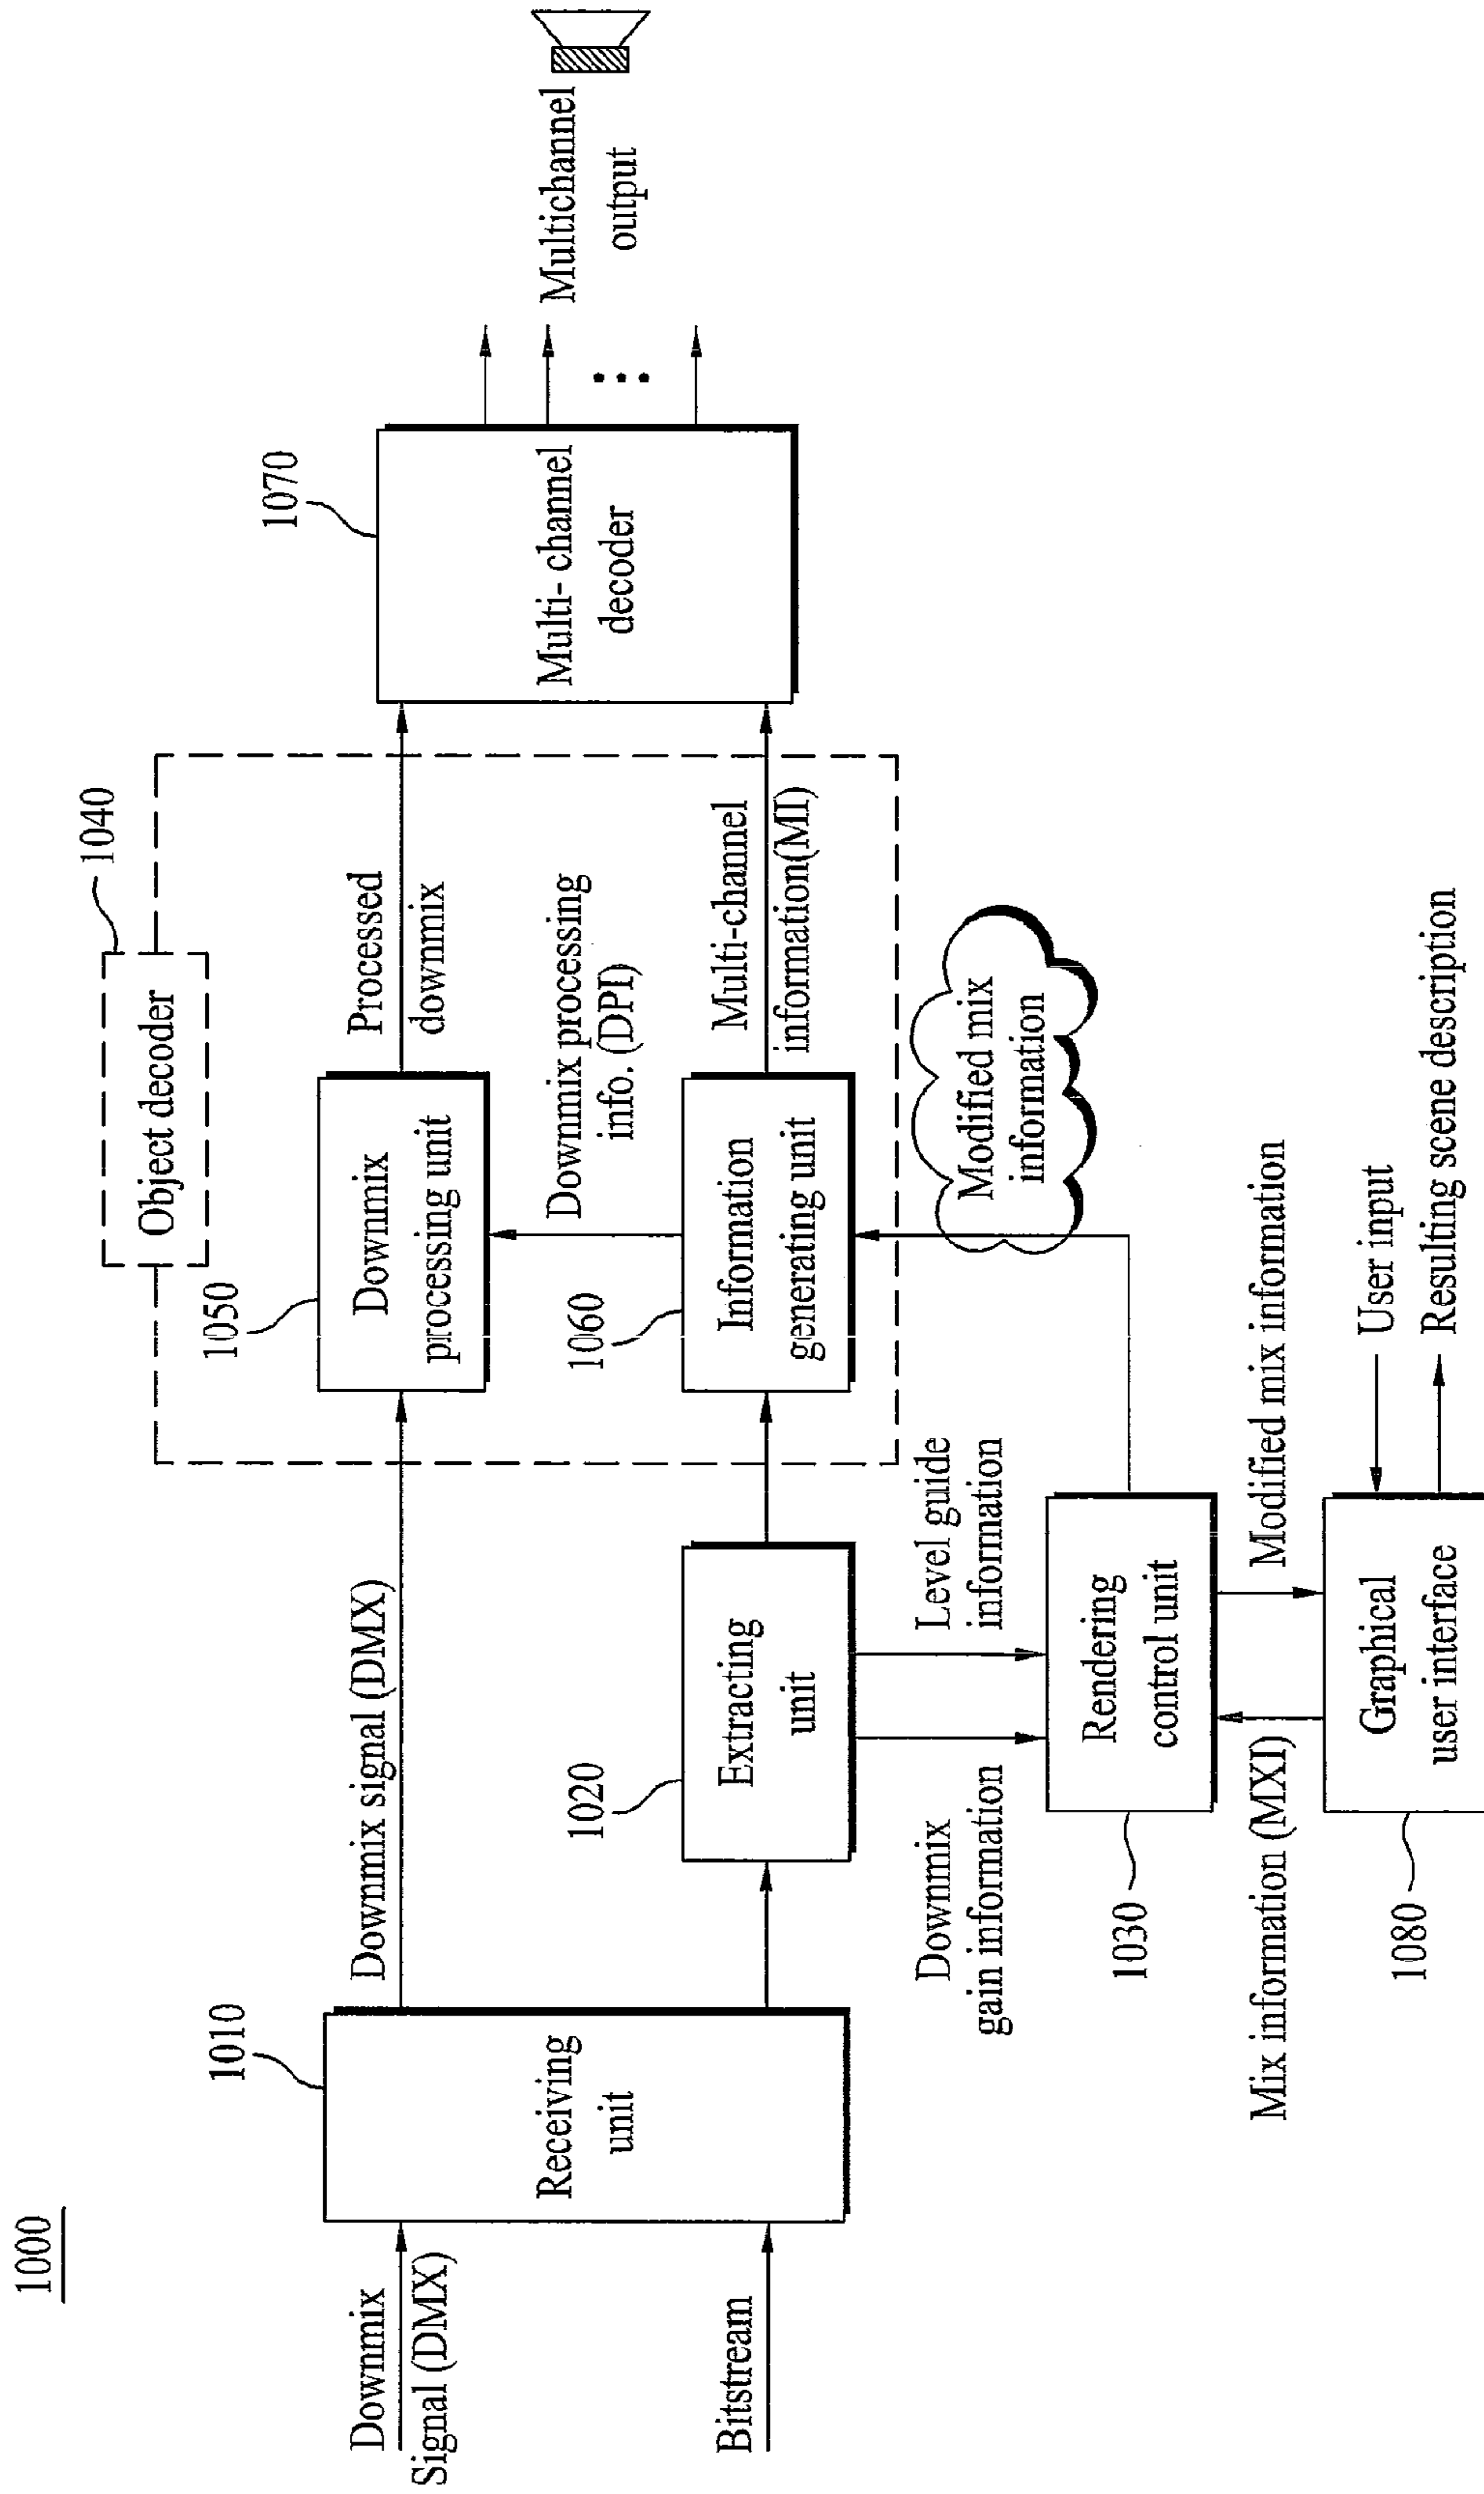 1000
Downmix
Signal (DMX)
Bitstream
1010
Receiving
unit
Downmix signal (DMX)
1020
Extracting
unit
Downmix
gain information
Level guide
information
1030
Rendering
control unit
Mix information (MXI)
Modified mix information
1080
Graphical
user interface
User input
Resulting scene description
1040
Object decoder
1050
Downmix
processing unit
1060
Information
generating unit
Downmix processing
info. (DPI)
Processed
downmix
Multi-channel
information(MI)
Modified mix
information
1070
Multi- channel
decoder
Multichannel
output